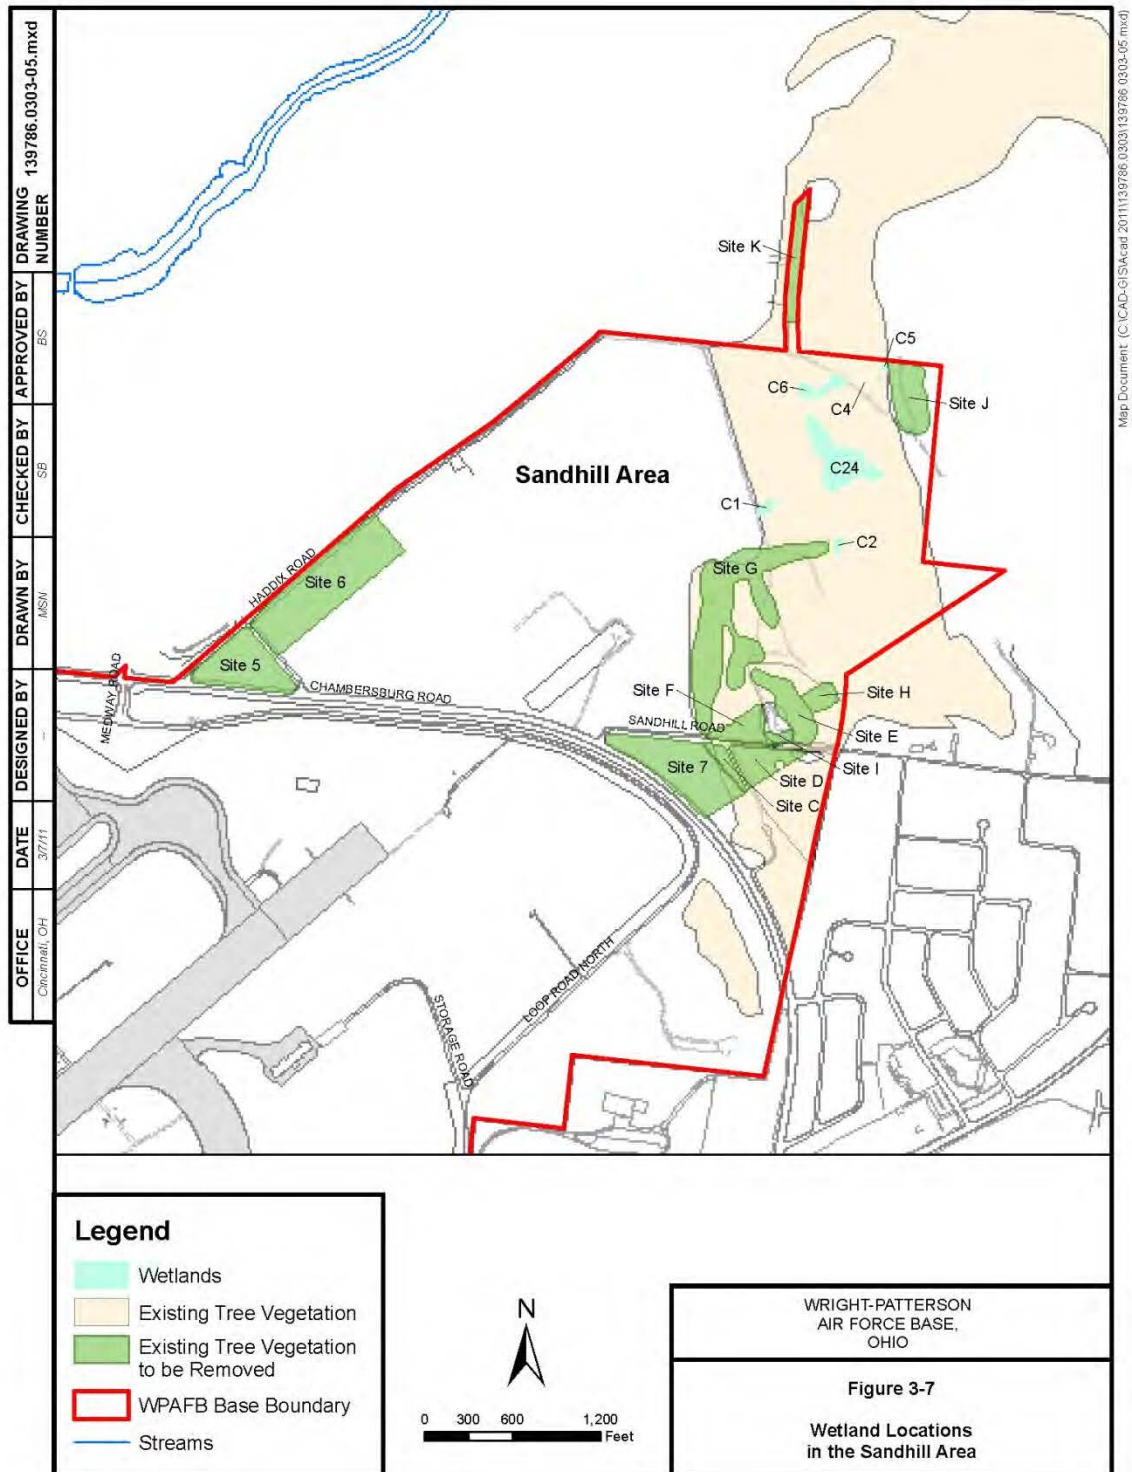 DRAWING
NUMBER
139786.0303-05.mxd
APPROVED BY
BS
CHECKED BY
SB
DRAWN BY
MSN
DESIGNED BY
--
DATE
3/7/11
OFFICE
Cincinnati, OH
Map Document: (C:\CAD-GIS\Acad 2011\139786.0303\139786.0303-05.mxd)
Site K
C5
C6
C4
Site J
Sandhill Area
C24
C1
C2
HADDIX ROAD
Site G
Site 6
Site 5
MEDWAY ROAD
CHAMBERSBURG ROAD
Site F
Site H
SANDHILL ROAD
Site E
Site 7
Site I
Site D
Site C
LOOP ROAD NORTH
STORAGE ROAD
Legend
Wetlands
Existing Tree Vegetation
Existing Tree Vegetation
to be Removed
WPAFB Base Boundary
Streams
N
0 300 600 1,200
Feet
WRIGHT-PATTERSON
AIR FORCE BASE,
OHIO
Figure 3-7
Wetland Locations
in the Sandhill Area